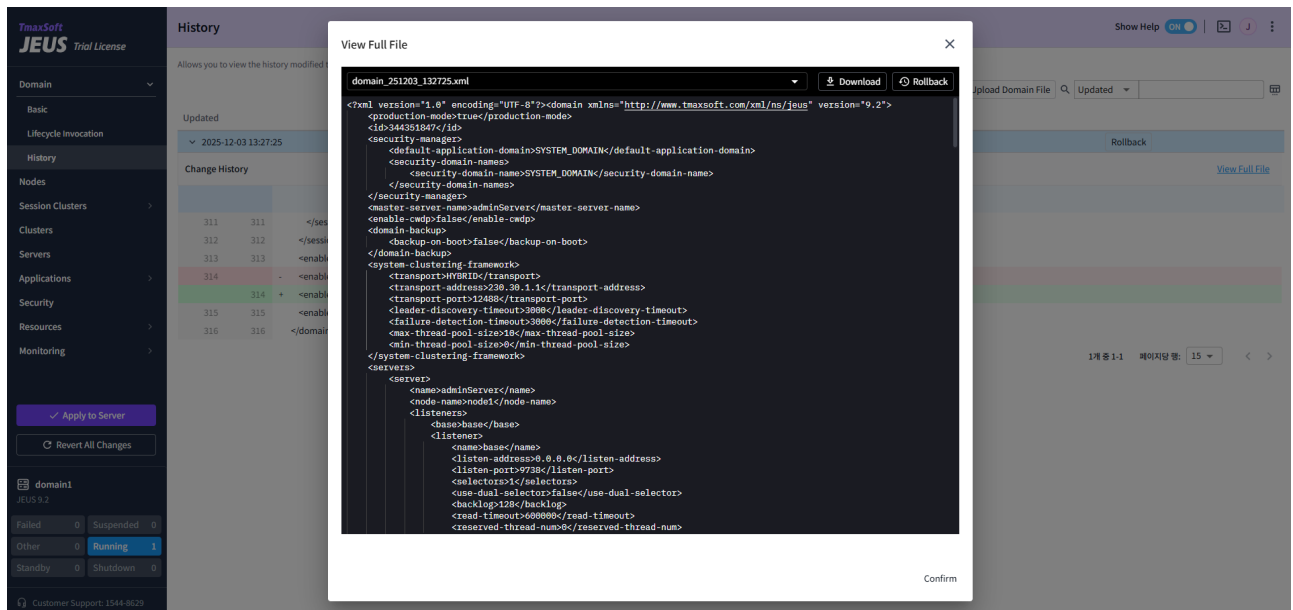 TmaxSoft
JEUS Trial License
Domain
Basic
Lifecycle Invocation
History
Nodes
Session Clusters
Clusters
Servers
Applications
Security
Resources
Monitoring
Apply to Server
Revert All Changes
domain1
JEUS 9.2
Failed 0 Suspended 0
Other 0 Running 1
Standby 0 Shutdown 0
Customer Support: 1544-8629
History
Show Help ON J
Allows you to view the history modified
Upload Domain File Updated
Updated
2025-12-03 13:27:25 Rollback
Change History View Full File
311 311 </ses
312 312 </sessi
313 313 <enabl
314 - <enabl
314 + <enabl
315 315 <enabl
316 316 </domair
1개 중 1-1 페이지당 행: 15
View Full File
domain_251203_132725.xml Download Rollback
<?xml version="1.0" encoding="UTF-8"?><domain xmlns="http://www.tmaxsoft.com/xml/ns/jeus" version="9.2">
<production-mode>true</production-mode>
<id>344351847</id>
<security-manager>
<default-application-domain>SYSTEM_DOMAIN</default-application-domain>
<security-domain-names>
<security-domain-name>SYSTEM_DOMAIN</security-domain-name>
</security-domain-names>
</security-manager>
<master-server-name>adminServer</master-server-name>
<enable-cwdp>false</enable-cwdp>
<domain-backup>
<backup-on-boot>false</backup-on-boot>
</domain-backup>
<system-clustering-framework>
<transport>HYBRID</transport>
<transport-address>230.30.1.1</transport-address>
<transport-port>12488</transport-port>
<leader-discovery-timeout>3000</leader-discovery-timeout>
<failure-detection-timeout>3000</failure-detection-timeout>
<max-thread-pool-size>10</max-thread-pool-size>
<min-thread-pool-size>0</min-thread-pool-size>
</system-clustering-framework>
<servers>
<server>
<name>adminServer</name>
<node-name>node1</node-name>
<listeners>
<base>base</base>
<listener>
<name>base</name>
<listen-address>0.0.0.0</listen-address>
<listen-port>9738</listen-port>
<selectors>1</selectors>
<use-dual-selector>false</use-dual-selector>
<backlog>128</backlog>
<read-timeout>600000</read-timeout>
<reserved-thread-num>0</reserved-thread-num>
Confirm